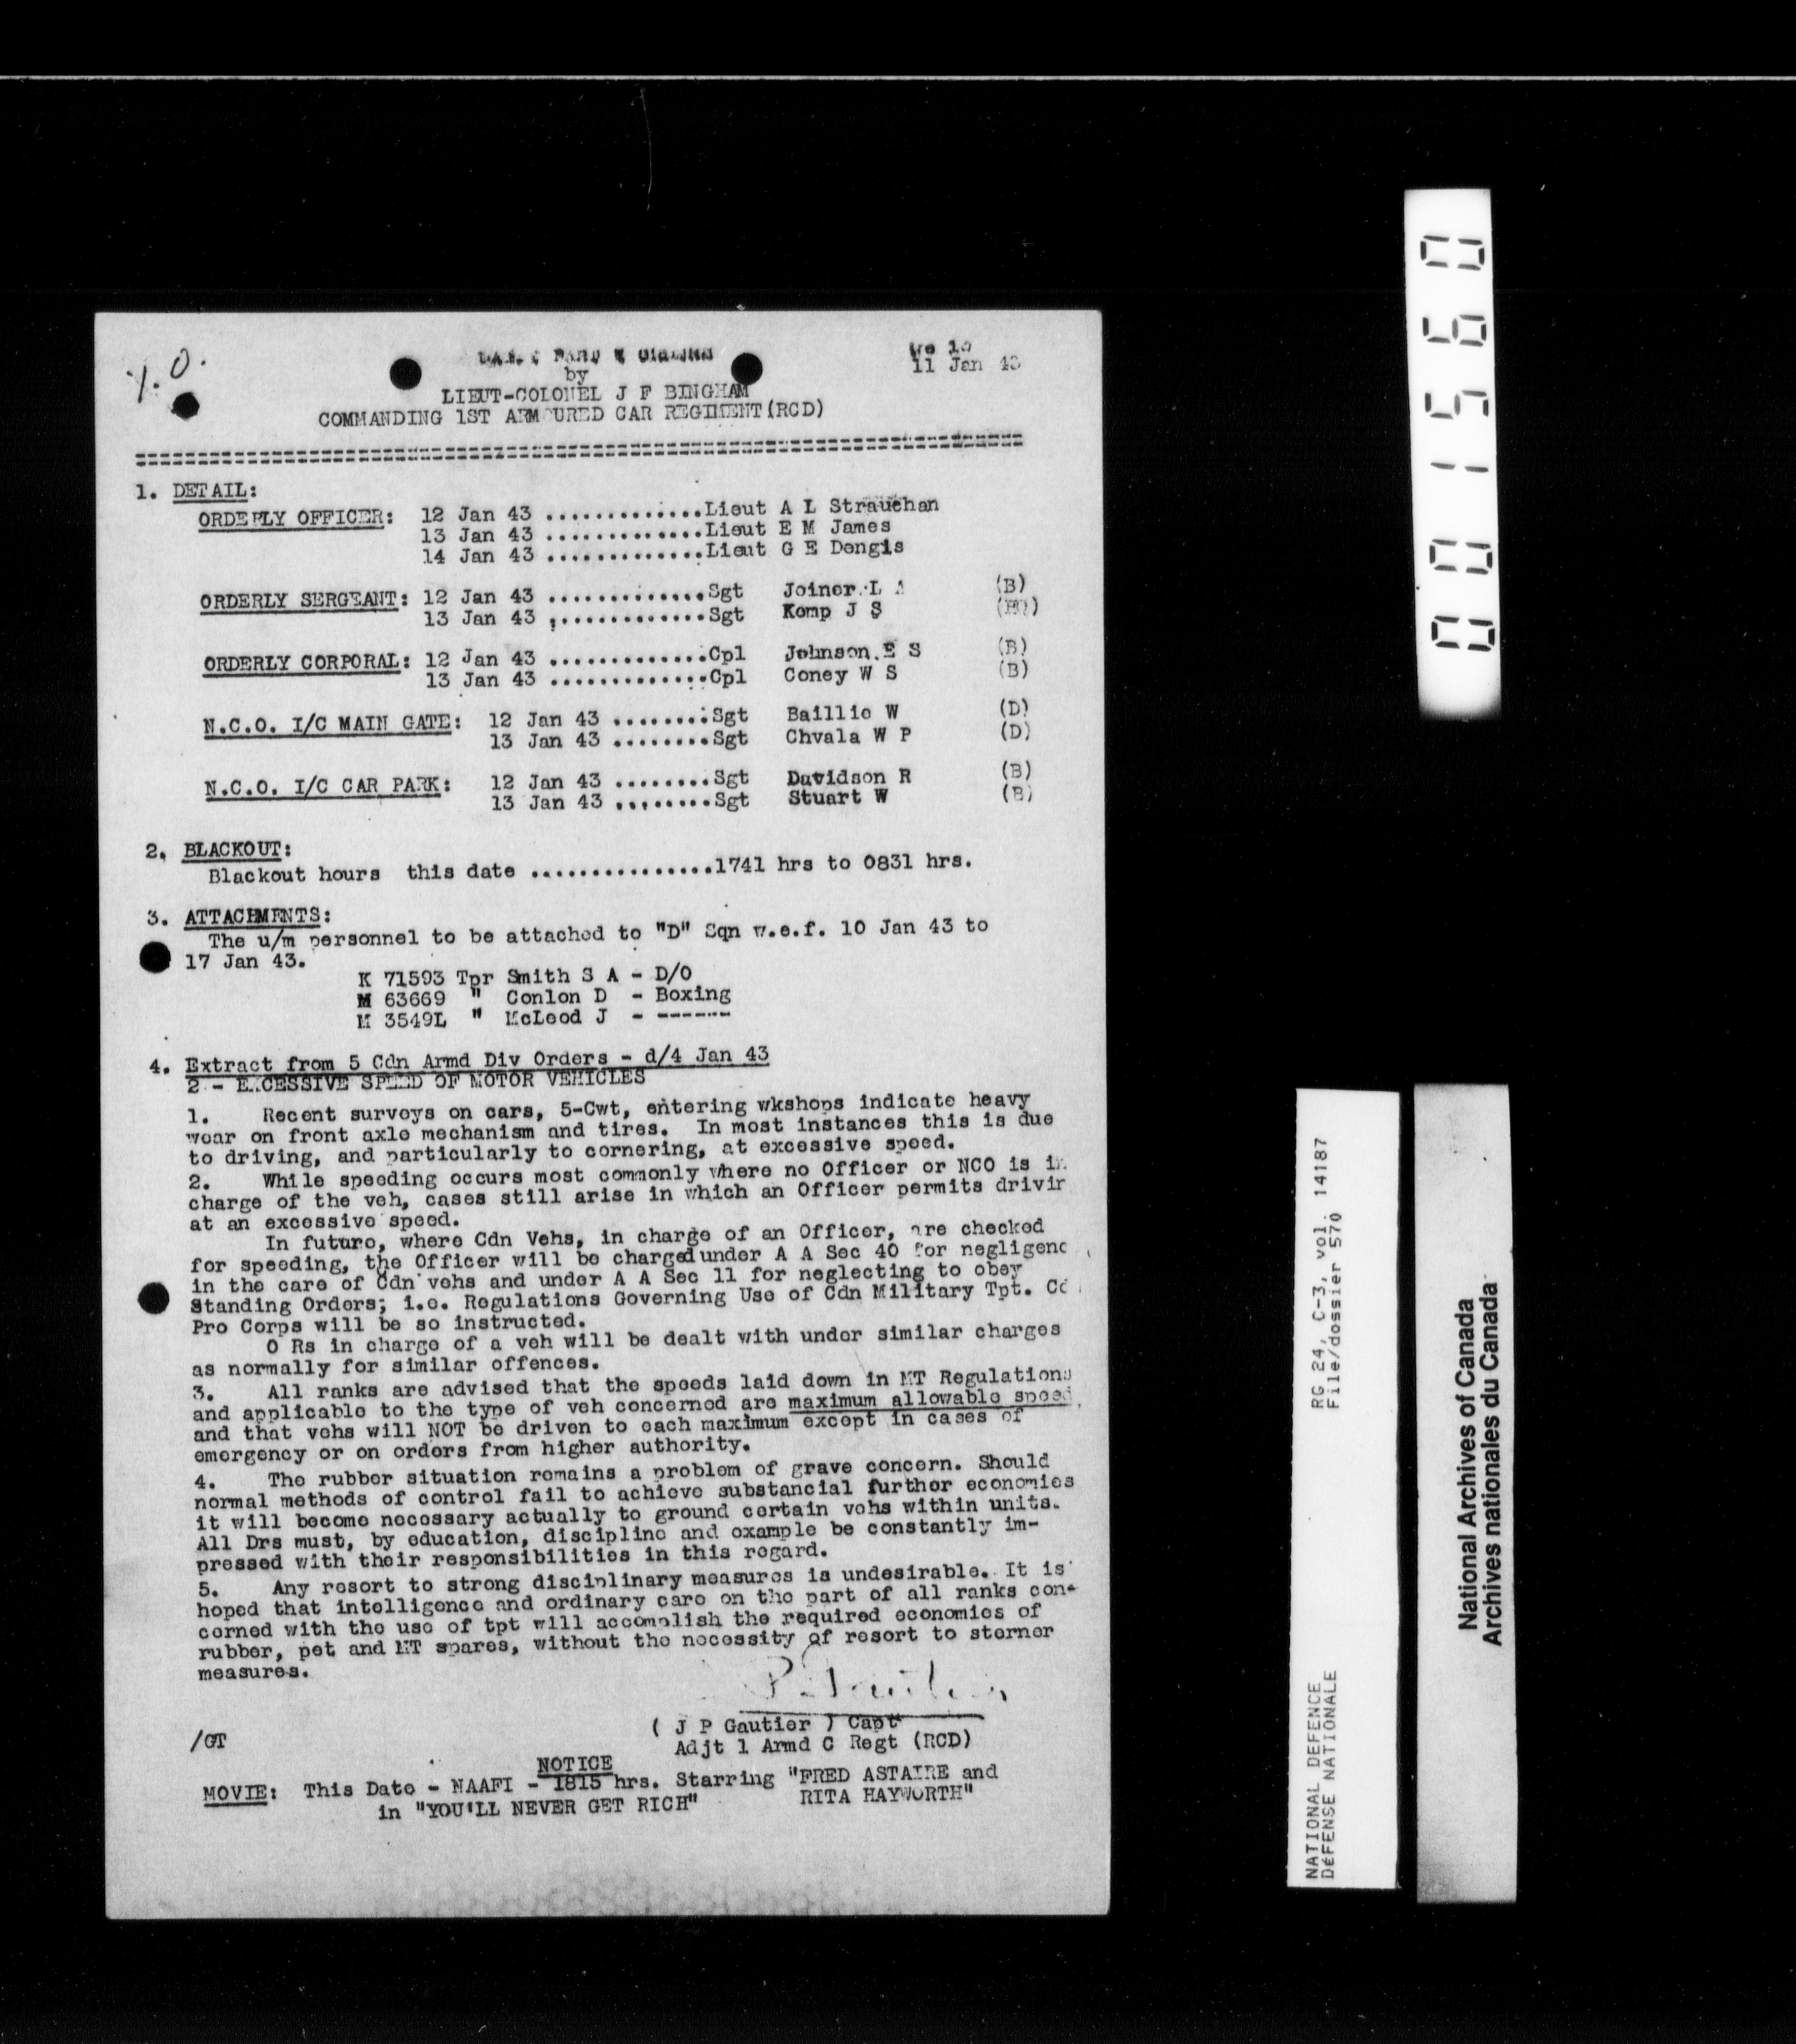 by
11 Jan 43
LIEUT-COLONEL J F BINGHAM
COMMANDING 1ST ARMOURED CAR REGIMENT(RCD)
1. DETAIL:
ORDERLY OFFICER: 12 Jan 43 .............Lieut A L Strauchan
13 Jan 43 .............Lieut E M James
14 Jan 43 .............Lieut G E Dengis
ORDERLY SERGEANT: 12 Jan 43 .............Sgt Joiner L A (B)
13 Jan 43 .............Sgt Komp J S (HQ)
ORDERLY CORPORAL: 12 Jan 43 .............Cpl Johnson E S (B)
13 Jan 43 .............Cpl Coney W S (B)
N.C.O. I/C MAIN GATE: 12 Jan 43 ........Sgt Baillie W (D)
13 Jan 43 ........Sgt Chvala W P (D)
N.C.O. I/C CAR PARK: 12 Jan 43 ........Sgt Davidson R (B)
13 Jan 43 ........Sgt Stuart W (B)
2. BLACKOUT:
Blackout hours this date ...............1741 hrs to 0831 hrs.
3. ATTACHMENTS:
The u/m personnel to be attached to "D" Sqn w.e.f. 10 Jan 43 to
17 Jan 43.
K 71593 Tpr Smith S A - D/O
M 63669 " Conlon D - Boxing
M 3549L " McLeod J - ------
4. Extract from 5 Cdn Armd Div Orders - d/4 Jan 43
2 - EXCESSIVE SPEED OF MOTOR VEHICLES
1. Recent surveys on cars, 5-Cwt, entering wkshops indicate heavy
wear on front axle mechanism and tires. In most instances this is due
to driving, and particularly to cornering, at excessive speed.
2. While speeding occurs most commonly where no Officer or NCO is in
charge of the veh, cases still arise in which an Officer permits drivin
at an excessive speed.
In future, where Cdn Vehs, in charge of an Officer, are checked
for speeding, the Officer will be charged under A A Sec 40 for negligenc
in the care of Cdn vehs and under A A Sec 11 for neglecting to obey
Standing Orders; i.e. Regulations Governing Use of Cdn Military Tpt. Cd
Pro Corps will be so instructed.
O Rs in charge of a veh will be dealt with under similar charges
as normally for similar offences.
3. All ranks are advised that the speeds laid down in MT Regulations
and applicable to the type of veh concerned are maximum allowable speed
and that vehs will NOT be driven to each maximum except in cases of
emergency or on orders from higher authority.
4. The rubber situation remains a problem of grave concern. Should
normal methods of control fail to achieve substancial further economies
it will become necessary actually to ground certain vehs within units.
All Drs must, by education, discipline and example be constantly im-
pressed with their responsibilities in this regard.
5. Any resort to strong disciplinary measures is undesirable. It is
hoped that intelligence and ordinary care on the part of all ranks con-
cerned with the use of tpt will accomplish the required economies of
rubber, pet and MT spares, without the necessity of resort to sterner
measures.
( J P Gautier ) Capt
/GT
Adjt 1 Armd C Regt (RCD)
NOTICE
MOVIE: This Date - NAAFI - 1815 hrs. Starring "FRED ASTAIRE and
in "YOU'LL NEVER GET RICH" RITA HAYWORTH"
001560
RG 24, C-3, vol. 14187
File/dossier 570
NATIONAL DEFENCE
DéFENSE NATIONALE
National Archives of Canada
Archives nationales du Canada